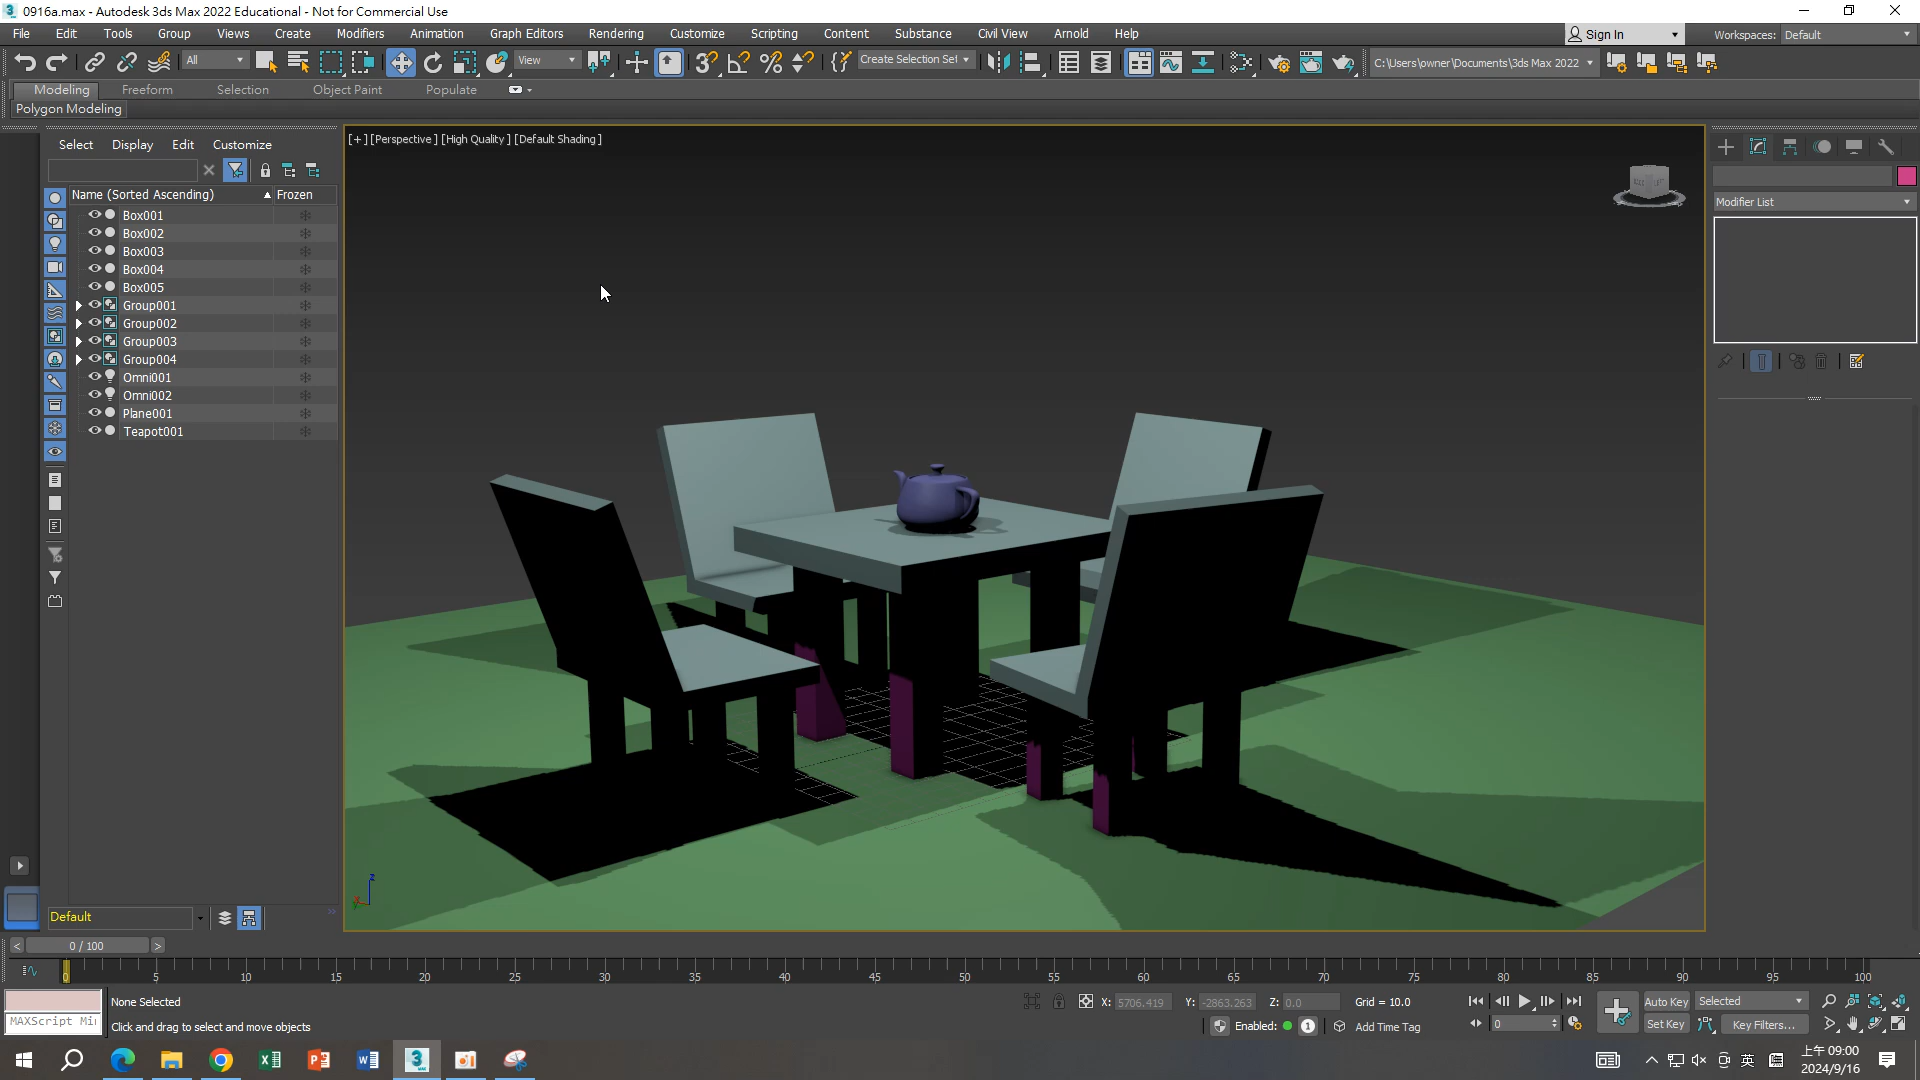 0916a.max - Autodesk 3ds Max 2022 Educational - Not for Commercial Use
File Edit Tools Group Views Create Modifiers Animation Graph Editors Rendering Customize Scripting Content Substance Civil View Arnold Help
Sign In
Workspaces: Default
All
View
Create Selection Set
C:\Users\owner\Documents\3ds Max 2022
Modeling Freeform Selection Object Paint Populate
Polygon Modeling
Select Display Edit Customize
[+] [Perspective ] [High Quality ] [Default Shading ]
Name (Sorted Ascending) Frozen
Modifier List
Box001
Box002
Box003
Box004
Box005
Group001
Group002
Group003
Group004
Omni001
Omni002
Plane001
Teapot001
z
Default
< 0 / 100 >
0 5 10 15 20 25 30 35 40 45 50 55 60 65 70 75 80 85 90 95 100
None Selected
X: 5706.419 Y: -2863.263 Z: 0.0 Grid = 10.0
Auto Key Selected
MAXScript Mi
Click and drag to select and move objects
Enabled: 1 Add Time Tag
0
Set Key Key Filters...
英
上午 09:00
2024/9/16